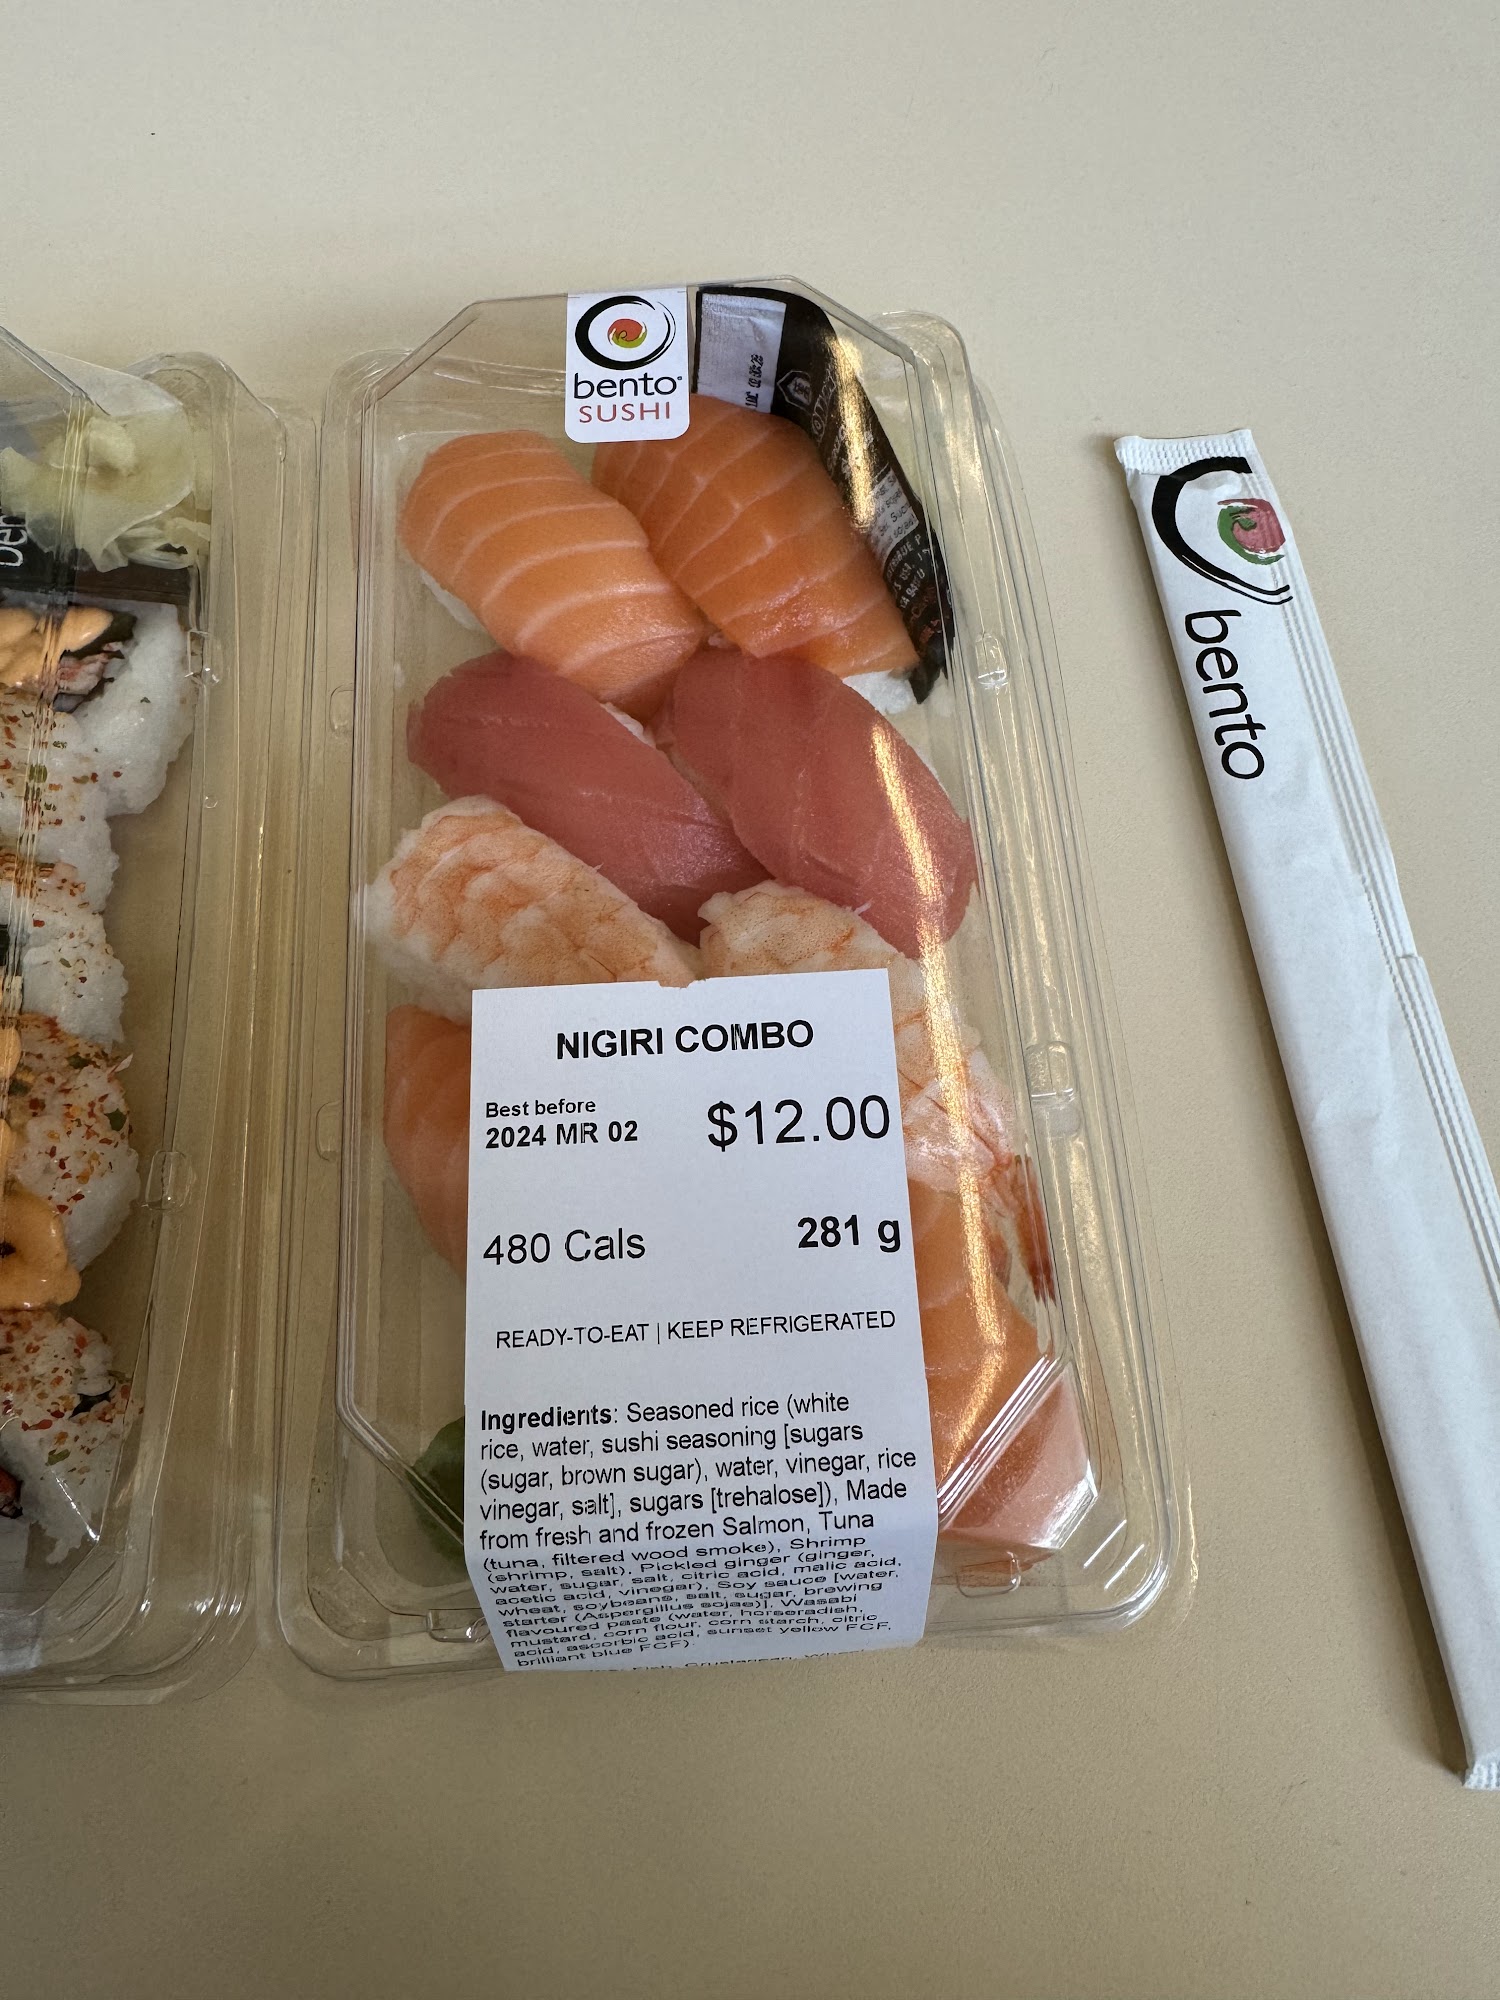 bento
SUSHI
NIGIRI COMBO
Best before
2024 MR 02
$12.00
480 Cals
281 g
READY-TO-EAT | KEEP REFRIGERATED
Ingredients: Seasoned rice (white
rice, water, sushi seasoning [sugars
(sugar, brown sugar), water, vinegar, rice
vinegar, salt], sugars [trehalose]), Made
from fresh and frozen Salmon, Tuna
(tuna, filtered wood smoke), Shrimp
(shrimp, salt), Pickled ginger (ginger,
water, sugar, salt, citric acid, malic acid,
acetic acid, vinegar), Soy sauce [water,
wheat, soybeans, salt, sugar, brewing
starter (Aspergillus sojae)], Wasabi
flavoured paste (water, horseradish,
mustard, corn flour, corn starch, citric
acid, ascorbic acid, sunset yellow FCF,
brilliant blue FCF)
bento